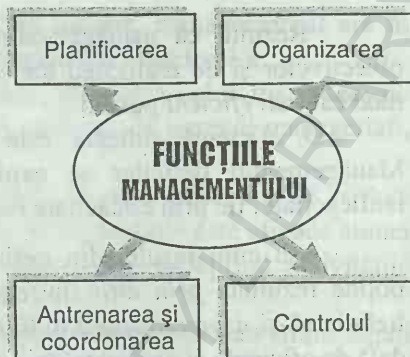 Planificarea
Organizarea
FUNCȚIILE
MANAGEMENTULUI
Antrenarea și
coordonarea
Controlul